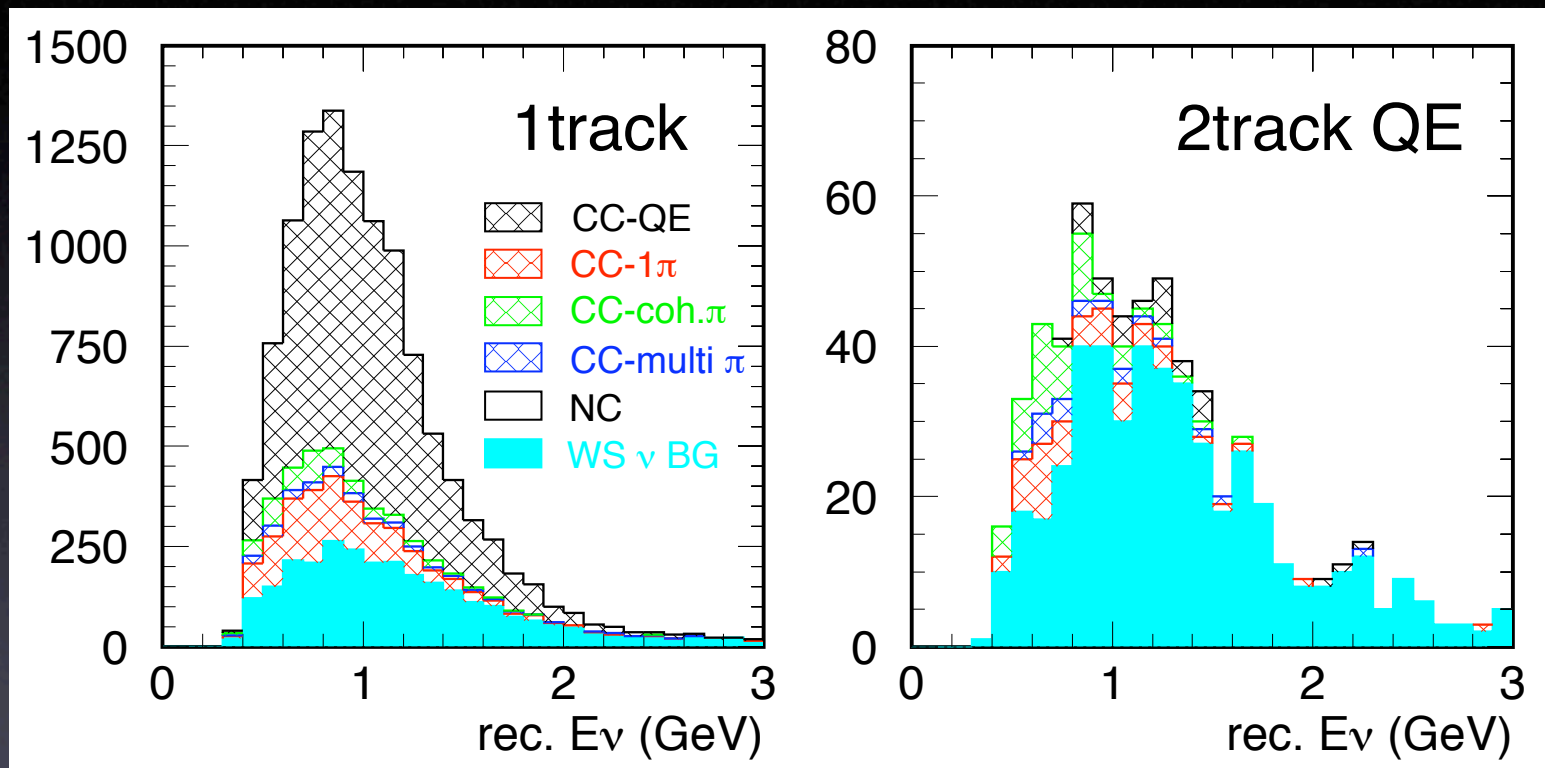 1500
1250
1000
750
500
250
0
0 1 2 3
rec. Eν (GeV)
1track
CC-QE
CC-1π
CC-coh.π
CC-multi π
NC
WS ν BG
80
60
40
20
0
0 1 2 3
rec. Eν (GeV)
2track QE